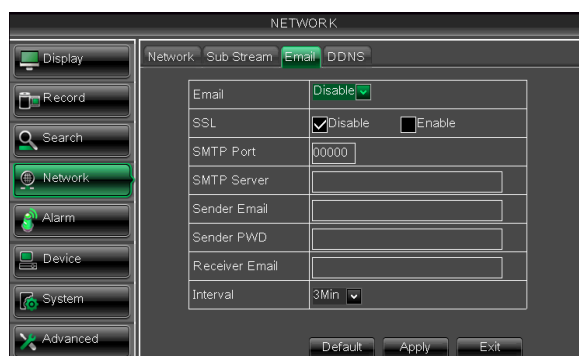 NETWORK
Display
Record
Search
Network
Alarm
Device
System
Advanced
Network Sub Stream Email DDNS
Email Disable
SSL Disable Enable
SMTP Port 00000
SMTP Server
Sender Email
Sender PWD
Receiver Email
Interval 3Min
Default Apply Exit